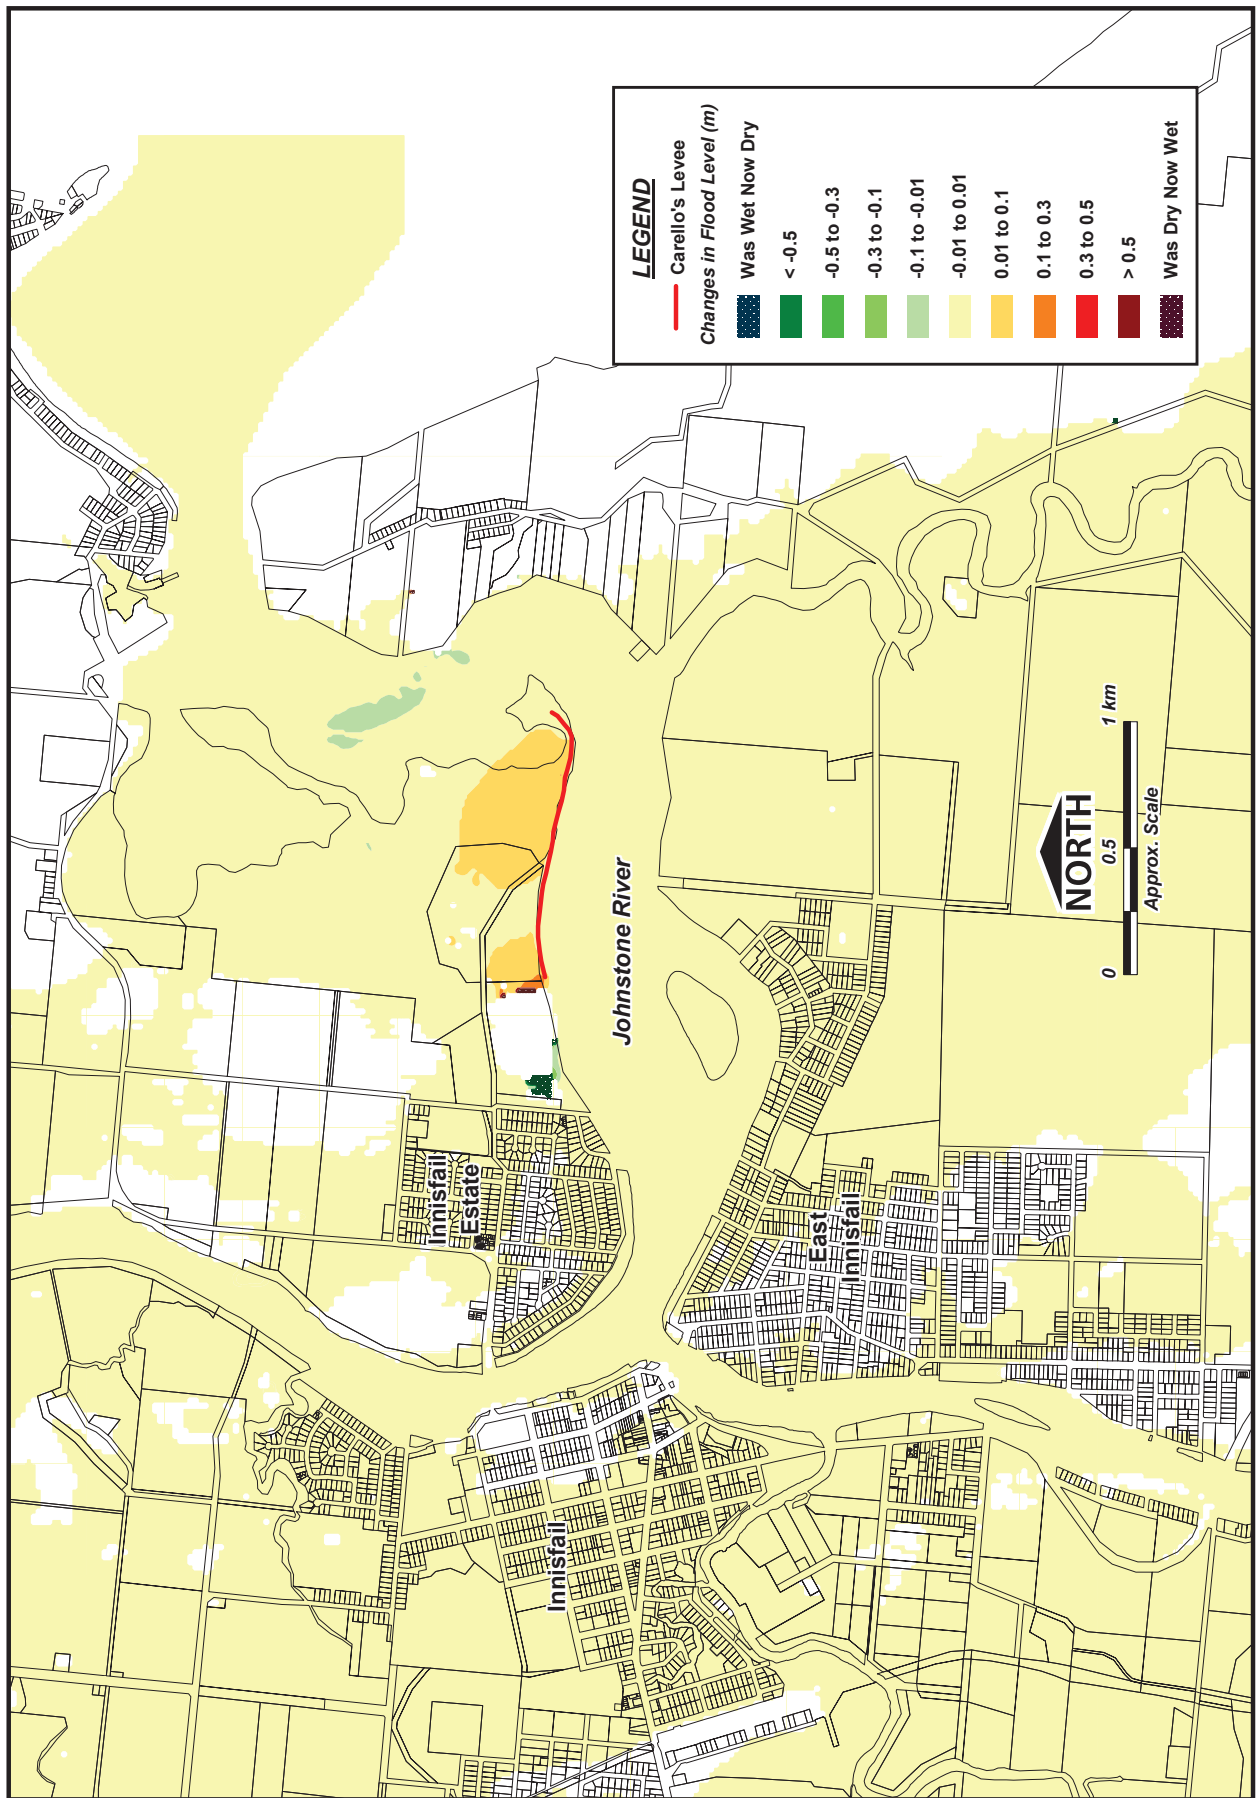 LEGEND
Carello's Levee
Changes in Flood Level (m)
Was Wet Now Dry
< -0.5
-0.5 to -0.3
-0.3 to -0.1
-0.1 to -0.01
-0.01 to 0.01
0.01 to 0.1
0.1 to 0.3
0.3 to 0.5
> 0.5
Was Dry Now Wet
Johnstone River
Innisfail
Estate
East
Innisfail
Innisfail
NORTH
0
0.5
1 km
Approx. Scale